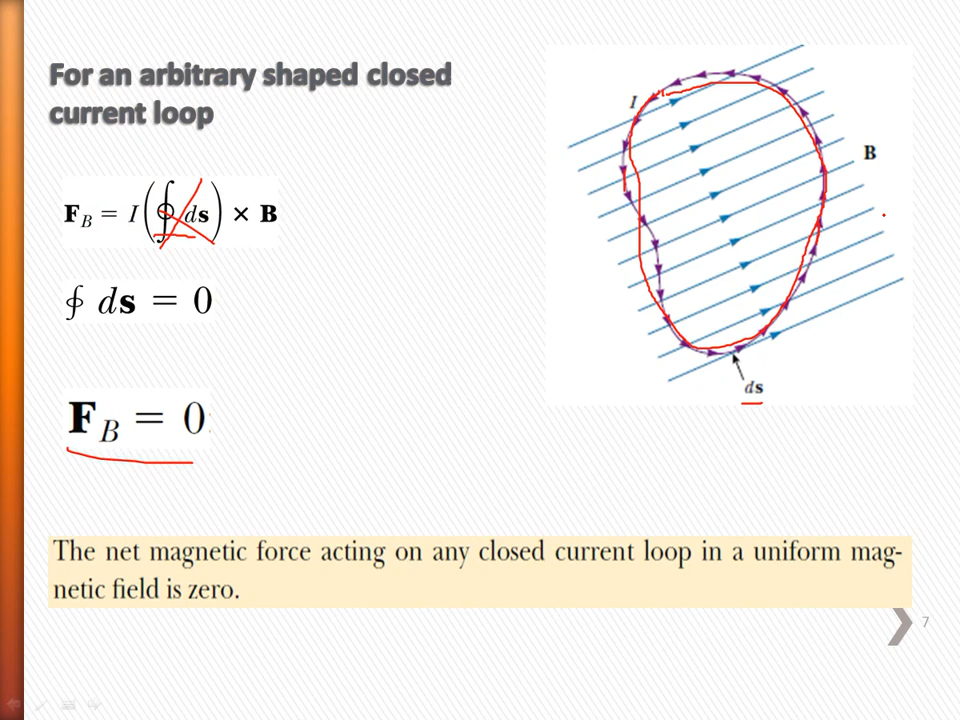 For an arbitrary shaped closed
current loop
F_B = I(∮ ds) × B
∮ ds = 0
F_B = 0
I
B
ds
The net magnetic force acting on any closed current loop in a uniform mag-
netic field is zero.
7